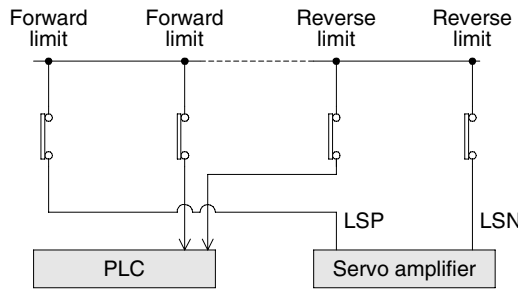 Forward limit
Forward limit
Reverse limit
Reverse limit
LSP
LSN
PLC
Servo amplifier